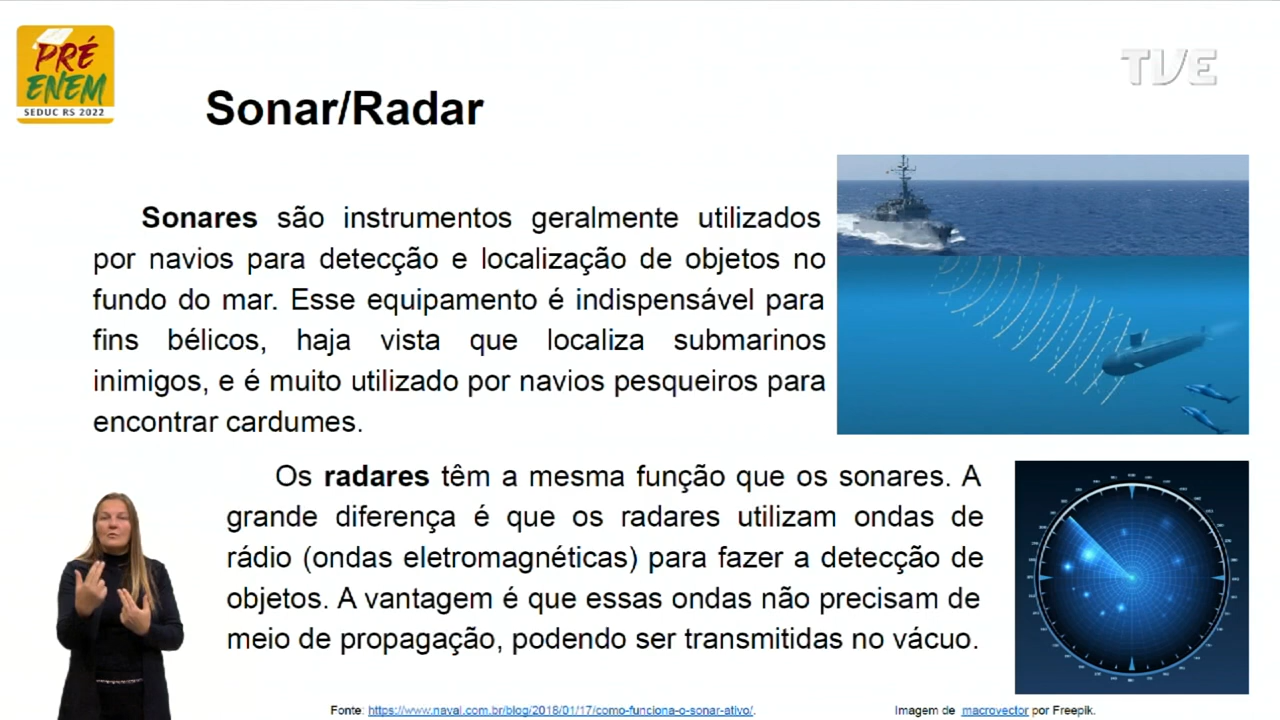 PRÉ
ENEM
SEDUC RS 2022
TVE
Sonar/Radar
Sonares são instrumentos geralmente utilizados
por navios para detecção e localização de objetos no
fundo do mar. Esse equipamento é indispensável para
fins bélicos, haja vista que localiza submarinos
inimigos, e é muito utilizado por navios pesqueiros para
encontrar cardumes.
Os radares têm a mesma função que os sonares. A
grande diferença é que os radares utilizam ondas de
rádio (ondas eletromagnéticas) para fazer a detecção de
objetos. A vantagem é que essas ondas não precisam de
meio de propagação, podendo ser transmitidas no vácuo.
Fonte: https://www.naval.com.br/blog/2018/01/17/como-funciona-o-sonar-ativo/.
Imagem de macrovector por Freepik.